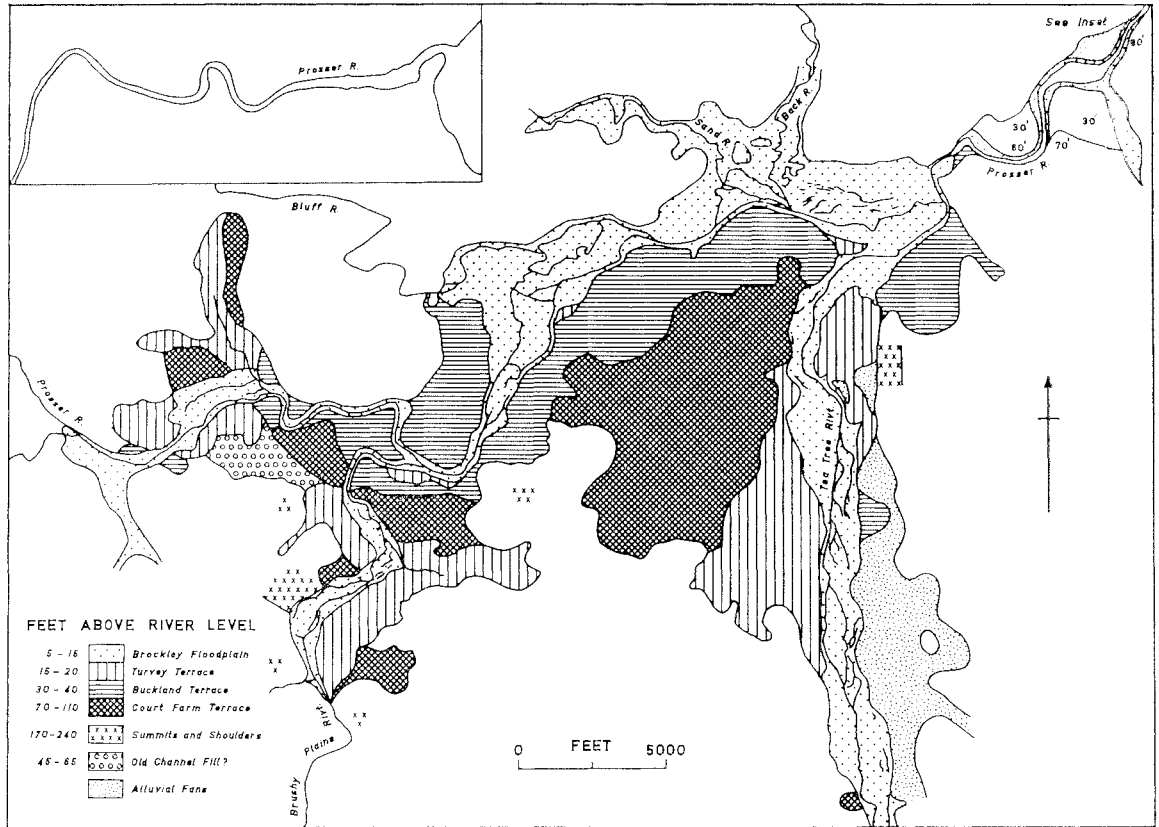 See Inset
Prosser R.
90'
Back R.
Sand R.
30'
30'
60'
70'
Prosser R.
Bluff R.
Prosser R.
Tea Tree Rivt.
FEET ABOVE RIVER LEVEL
5-15 Brockley Floodplain
15-20 Turvey Terrace
30-40 Buckland Terrace
70-110 Court Farm Terrace
170-240 Summits and Shoulders
45-65 Old Channel Fill?
Alluvial Fans
Brushy Plains Rivt.
0 FEET 5000